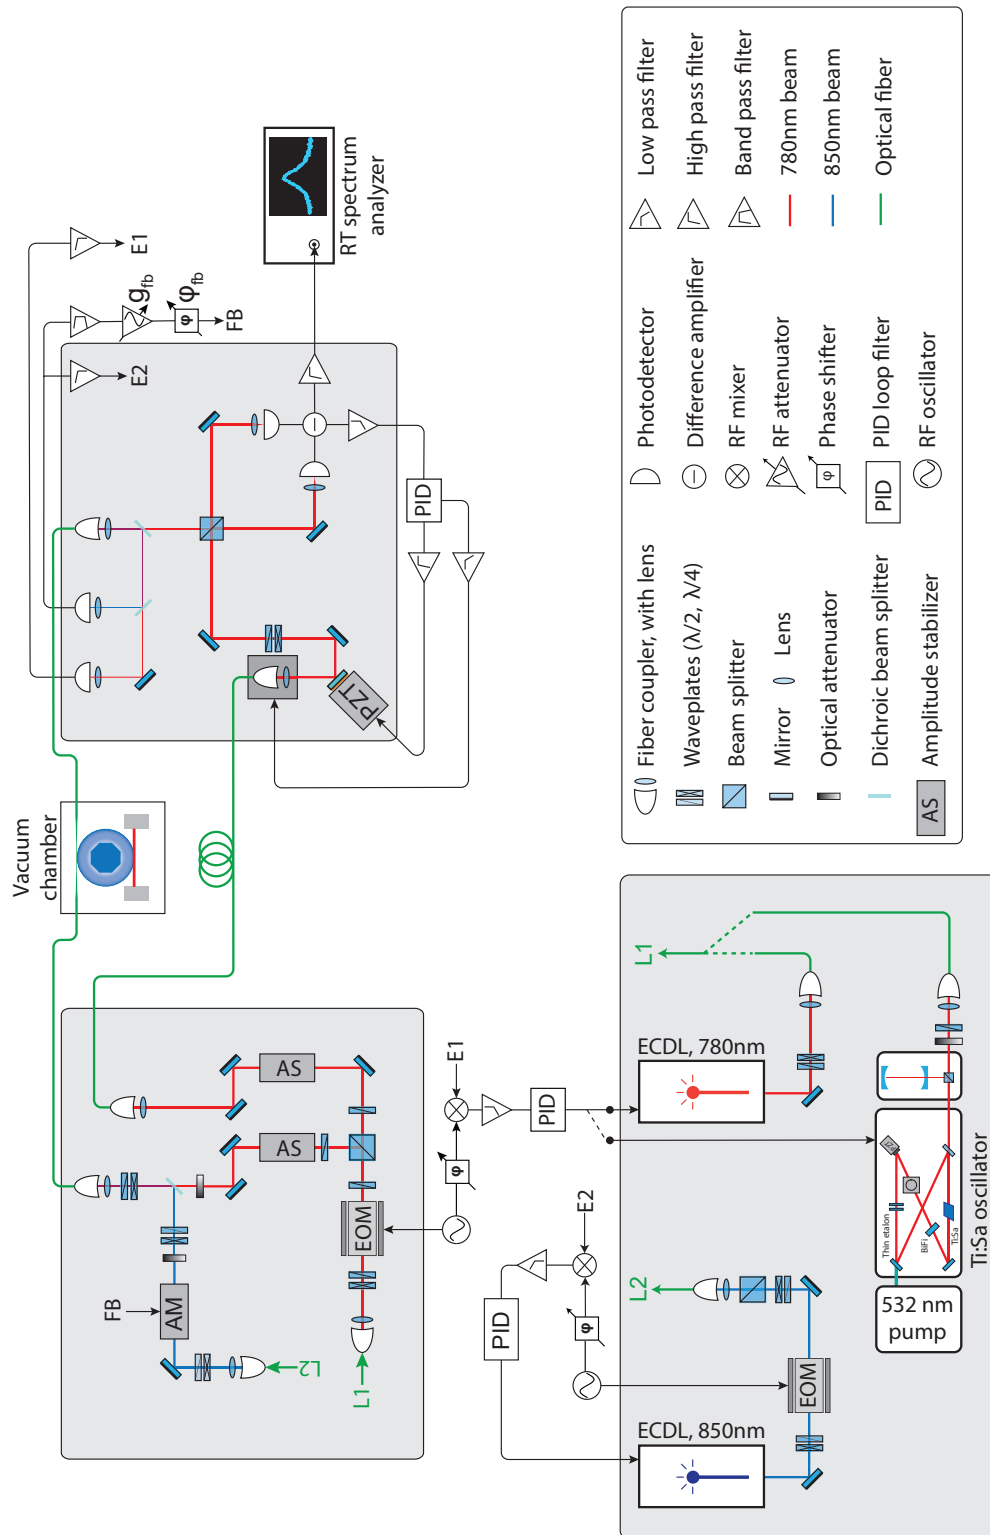 Vacuum
chamber
E1
g_fb
φ
φ_fb
FB
E2
RT spectrum
analyzer
PID
PZT
AS
AS
FB
AM
EOM
L2
L1
E1
φ
PID
E2
φ
PID
L2
L1
ECDL, 780nm
ECDL, 850nm
EOM
PZT
Thin etalon
BiFi
Ti:Sa
Ti:Sa oscillator
532 nm
pump
Fiber coupler, with lens
Waveplates (λ/2, λ/4)
Beam splitter
Mirror
Lens
Optical attenuator
Dichroic beam splitter
AS
Amplitude stabilizer
Photodetector
Difference amplifier
RF mixer
RF attenuator
φ
Phase shifter
PID
PID loop filter
RF oscillator
Low pass filter
High pass filter
Band pass filter
780nm beam
850nm beam
Optical fiber